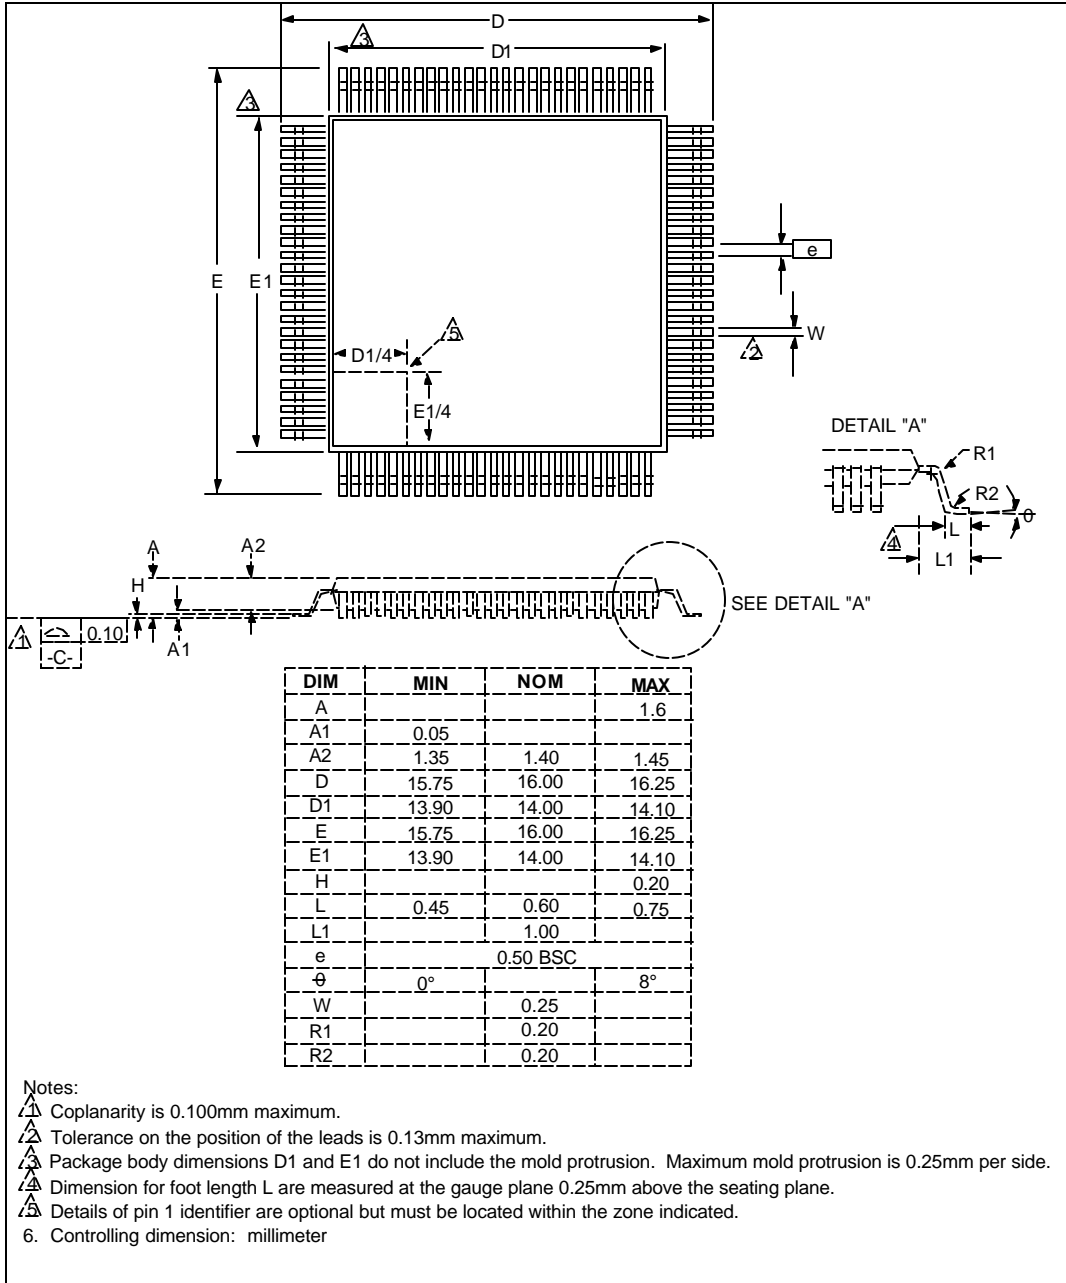 D
3
D1
3
E
E1
e
5
D1/4
W
2
E1/4
DETAIL "A"
R1
R2
θ
4
L
L1
A
A2
H
SEE DETAIL "A"
1
0.10
-C-
A1
DIM MIN NOM MAX
A 1.6
A1 0.05
A2 1.35 1.40 1.45
D 15.75 16.00 16.25
D1 13.90 14.00 14.10
E 15.75 16.00 16.25
E1 13.90 14.00 14.10
H 0.20
L 0.45 0.60 0.75
L1 1.00
e 0.50 BSC
θ 0° 8°
W 0.25
R1 0.20
R2 0.20
Notes:
1 Coplanarity is 0.100mm maximum.
2 Tolerance on the position of the leads is 0.13mm maximum.
3 Package body dimensions D1 and E1 do not include the mold protrusion. Maximum mold protrusion is 0.25mm per side.
4 Dimension for foot length L are measured at the gauge plane 0.25mm above the seating plane.
5 Details of pin 1 identifier are optional but must be located within the zone indicated.
6. Controlling dimension: millimeter